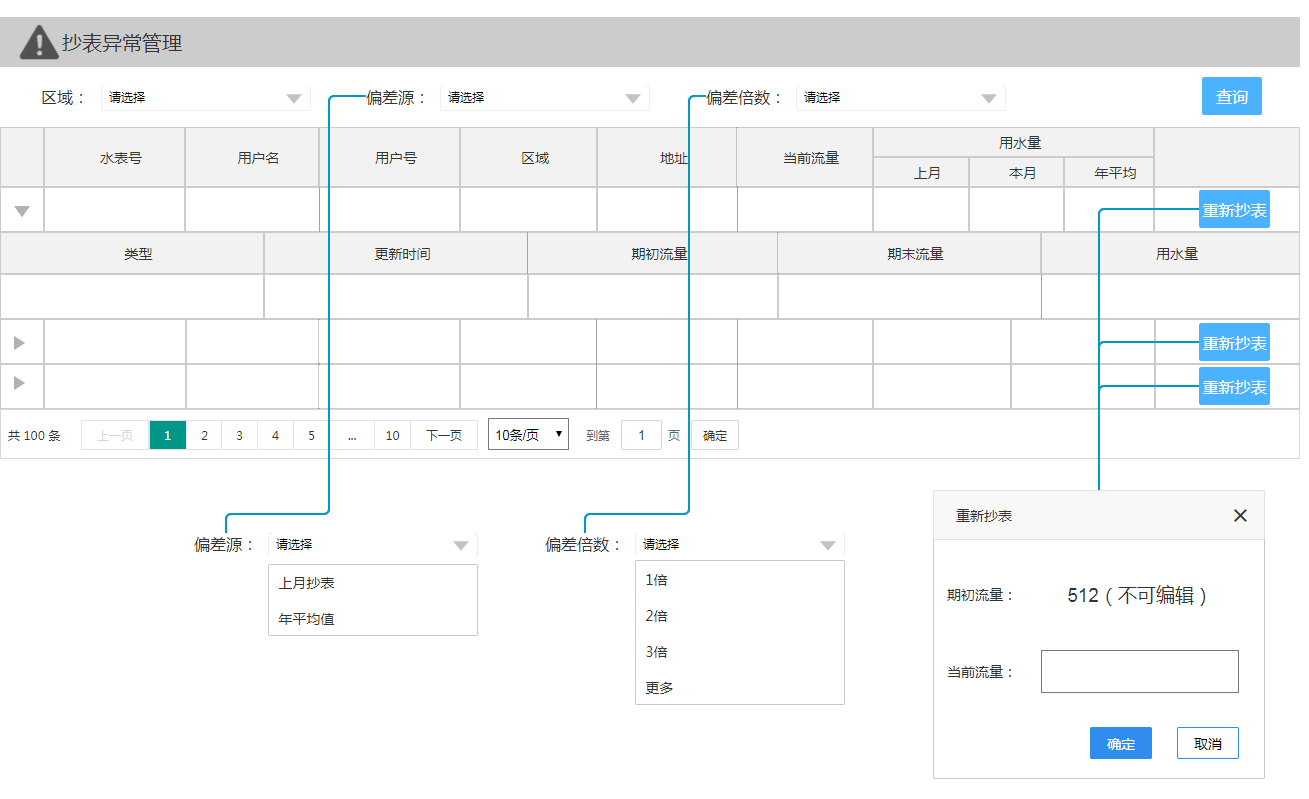 抄表异常管理
区域： 请选择 偏差源： 请选择 偏差倍数： 请选择 查询
水表号 用户名 用户号 区域 地址 当前流量 用水量
上月 本月 年平均
重新抄表
类型 更新时间 期初流量 期末流量 用水量
重新抄表
重新抄表
共 100 条 上一页 1 2 3 4 5 ... 10 下一页 10条/页 到第 1 页 确定
偏差源： 请选择
上月抄表
年平均值
偏差倍数： 请选择
1倍
2倍
3倍
更多
重新抄表
期初流量： 512（不可编辑）
当前流量：
确定 取消